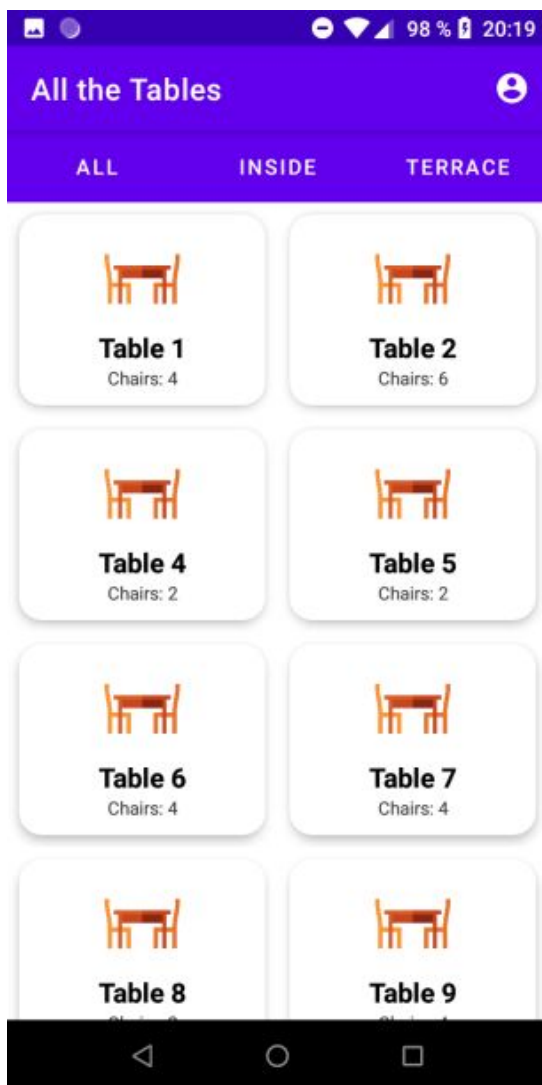 98 % 20:19
All the Tables
ALL INSIDE TERRACE
Table 1 Table 2
Chairs: 4 Chairs: 6
Table 4 Table 5
Chairs: 2 Chairs: 2
Table 6 Table 7
Chairs: 4 Chairs: 4
Table 8 Table 9